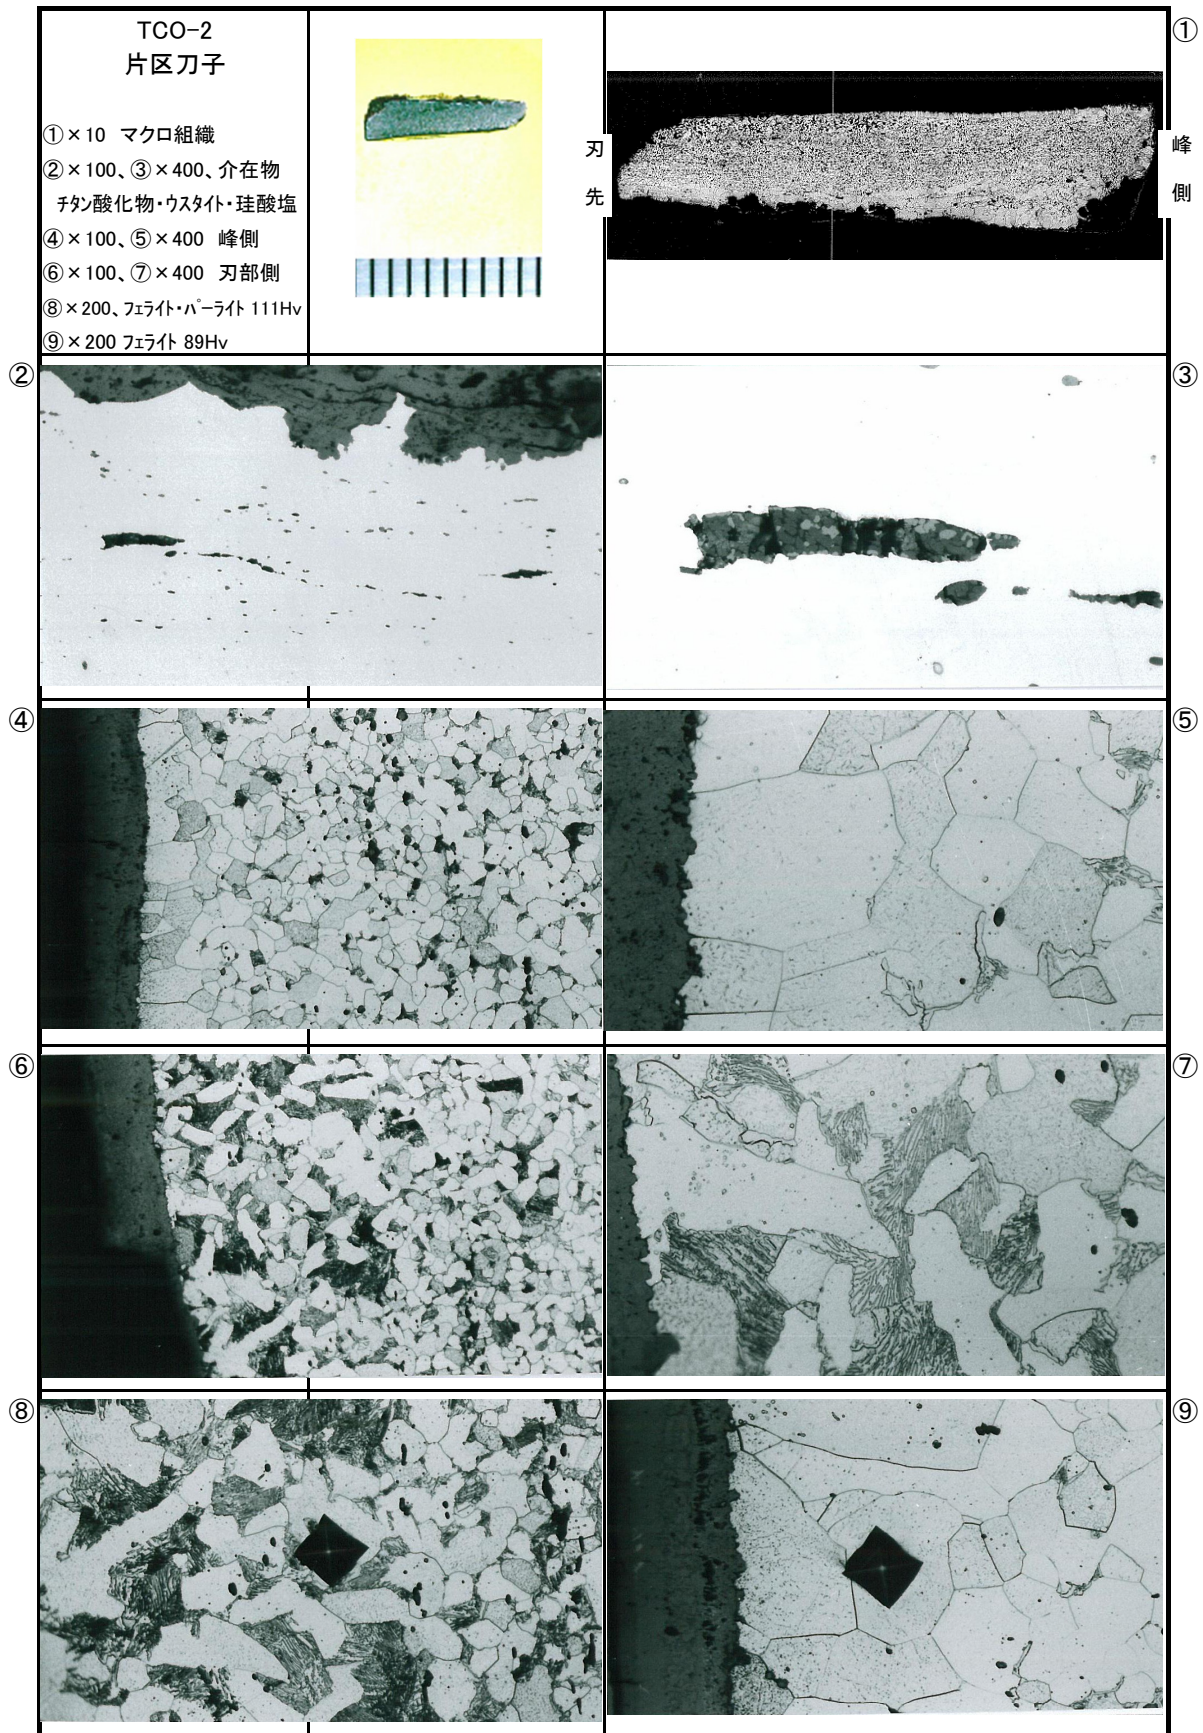 TCO-2
片区刀子
①×10 マクロ組織
②×100、③×400、介在物
チタン酸化物・ウスタイト・珪酸塩
④×100、⑤×400 峰側
⑥×100、⑦×400 刃部側
⑧×200、フェライト・パーライト 111Hv
⑨×200 フェライト 89Hv
刃先
①
峰側
②
③
④
⑤
⑥
⑦
⑧
⑨